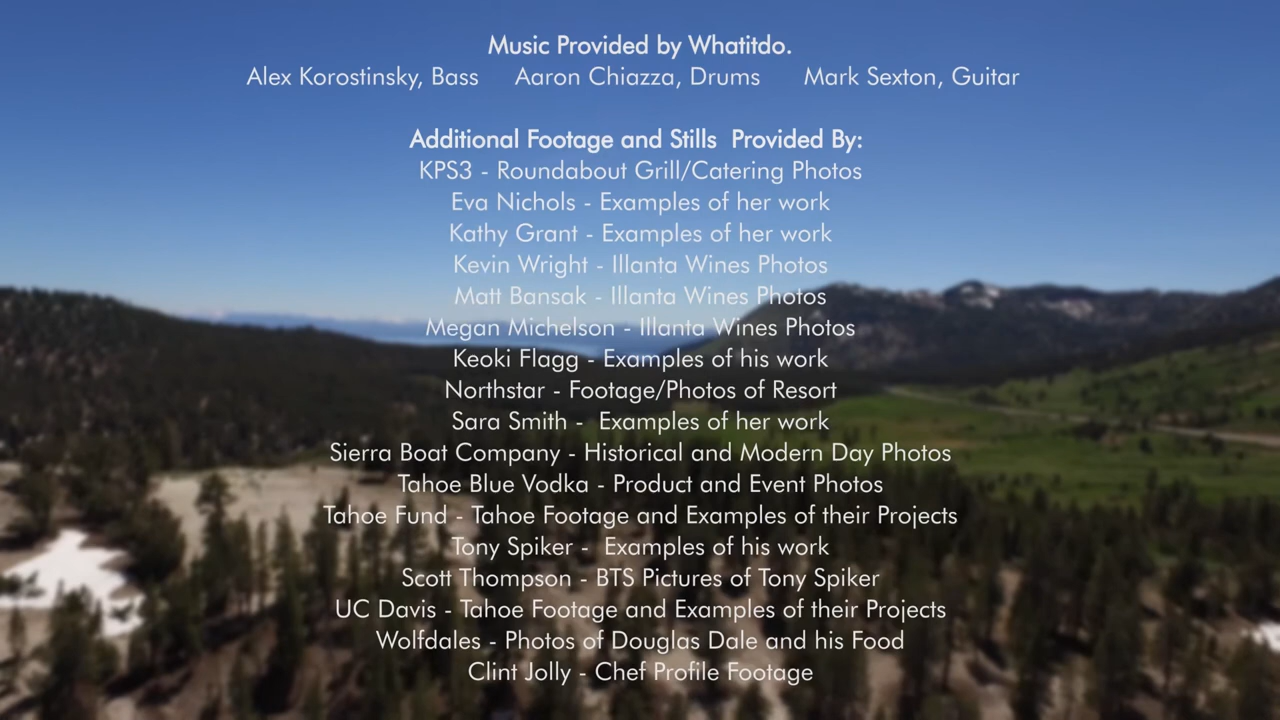 Music Provided by Whatitdo.
Alex Korostinsky, Bass Aaron Chiazza, Drums Mark Sexton, Guitar
Additional Footage and Stills Provided By:
KPS3 - Roundabout Grill/Catering Photos
Eva Nichols - Examples of her work
Kathy Grant - Examples of her work
Kevin Wright - Illanta Wines Photos
Matt Bansak - Illanta Wines Photos
Megan Michelson - Illanta Wines Photos
Keoki Flagg - Examples of his work
Northstar - Footage/Photos of Resort
Sara Smith - Examples of her work
Sierra Boat Company - Historical and Modern Day Photos
Tahoe Blue Vodka - Product and Event Photos
Tahoe Fund - Tahoe Footage and Examples of their Projects
Tony Spiker - Examples of his work
Scott Thompson - BTS Pictures of Tony Spiker
UC Davis - Tahoe Footage and Examples of their Projects
Wolfdales - Photos of Douglas Dale and his Food
Clint Jolly - Chef Profile Footage